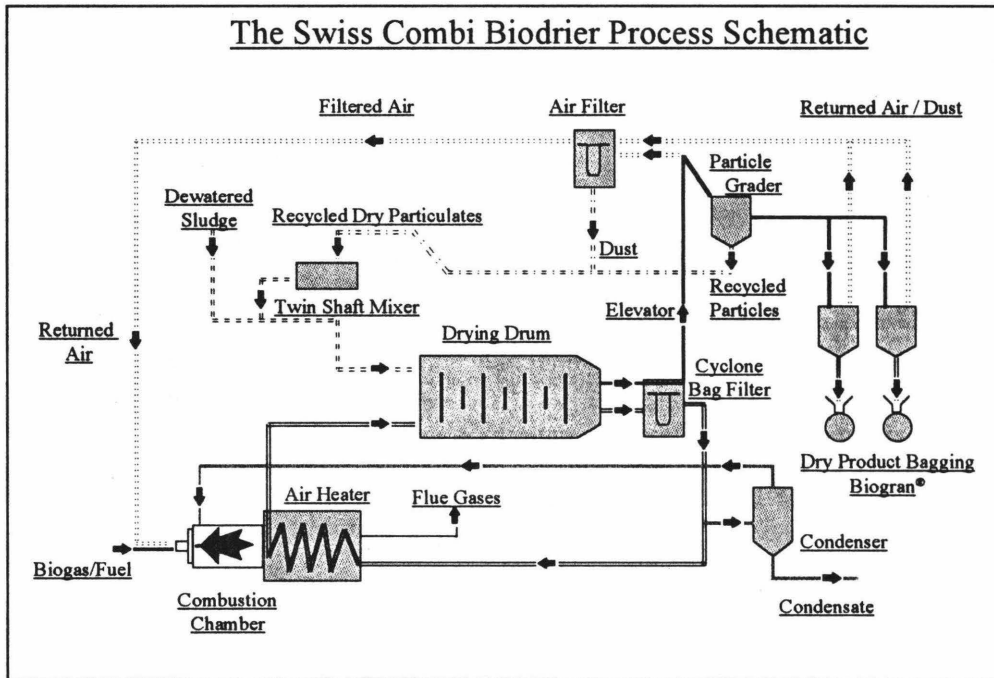 The Swiss Combi Biodrier Process Schematic
Filtered Air
Air Filter
Returned Air / Dust
Particle
Grader
Dewatered
Sludge
Recycled Dry Particulates
Dust
Recycled
Particles
Twin Shaft Mixer
Elevator
Returned
Air
Drying Drum
Cyclone
Bag Filter
Dry Product Bagging
Biogran®
Air Heater
Flue Gases
Biogas/Fuel
Condenser
Combustion
Chamber
Condensate